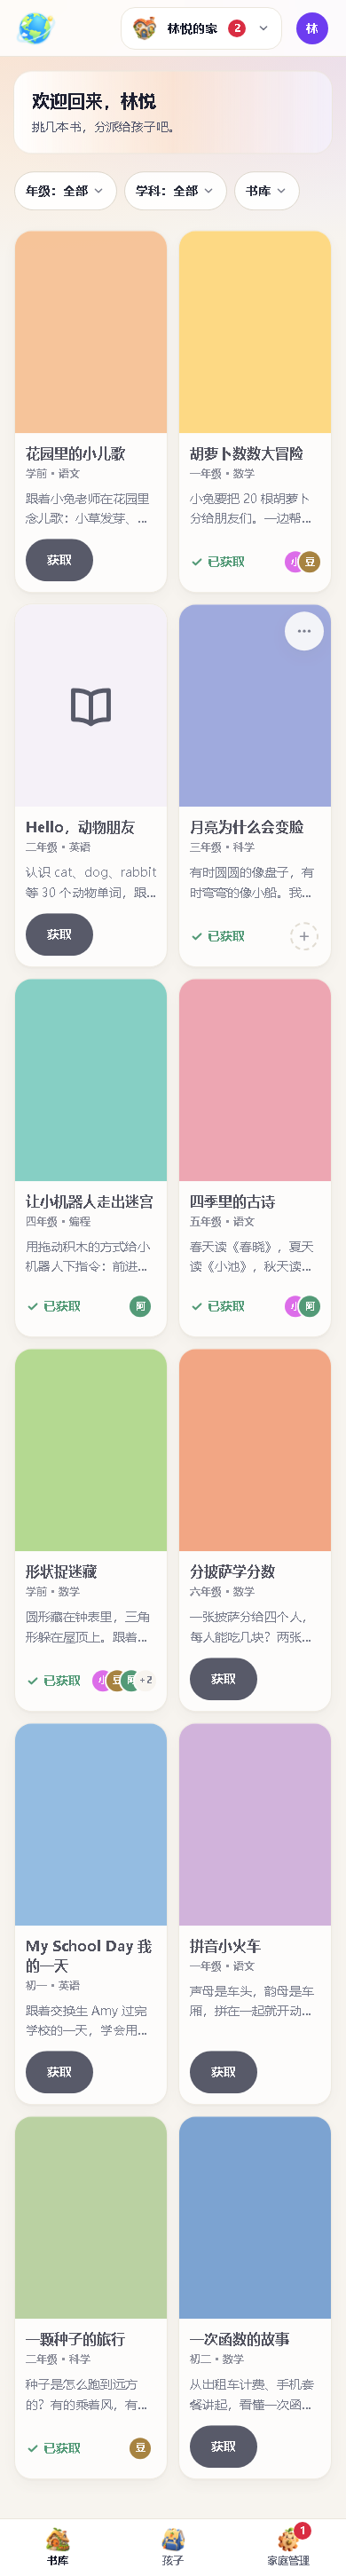 林悦的家 2
林
欢迎回来，林悦
挑几本书，分派给孩子吧。
年级：全部
学科：全部
书库
花园里的小儿歌
学前・语文
跟着小兔老师在花园里
念儿歌：小草发芽、...
获取
胡萝卜数数大冒险
一年级・数学
小兔要把 20 根胡萝卜
分给朋友们。一边帮...
已获取
豆
Hello，动物朋友
二年级・英语
认识 cat、dog、rabbit
等 30 个动物单词，跟...
获取
月亮为什么会变脸
三年级・科学
有时圆圆的像盘子，有
时弯弯的像小船。我...
已获取
让小机器人走出迷宫
四年级・编程
用拖动积木的方式给小
机器人下指令：前进...
已获取
阿
四季里的古诗
五年级・语文
春天读《春晓》，夏天
读《小池》，秋天读...
已获取
小 阿
形状捉迷藏
学前・数学
圆形藏在钟表里，三角
形躲在屋顶上。跟着...
已获取
小 豆 阿 +2
分披萨学分数
六年级・数学
一张披萨分给四个人，
每人能吃几块？两张...
获取
My School Day 我
的一天
初一・英语
跟着交换生 Amy 过完
学校的一天，学会用...
获取
拼音小火车
一年级・语文
声母是车头，韵母是车
厢，拼在一起就开动...
获取
一颗种子的旅行
二年级・科学
种子是怎么跑到远方
的？有的乘着风，有...
已获取
豆
一次函数的故事
初二・数学
从出租车计费、手机套
餐讲起，看懂一次函...
获取
书库
孩子
1
家庭管理